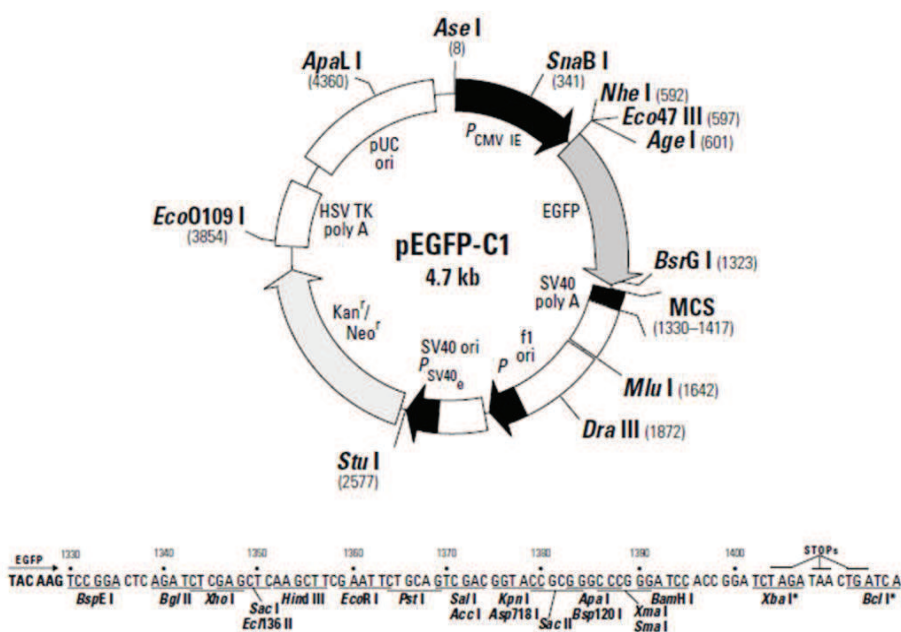 Ase I
(8)
ApaL I
(4360)
SnaB I
(341)
Nhe I (592)
Eco47 III (597)
Age I (601)
P CMV IE
pUC
ori
EcoO109 I
(3854)
HSV TK
poly A
EGFP
pEGFP-C1
4.7 kb
BsrG I (1323)
SV40
poly A
MCS
(1330–1417)
Kanr/
Neor
SV40 ori
P SV40e
f1
ori
P
Mlu I (1642)
Dra III (1872)
Stu I
(2577)
1330 1340 1350 1360 1370 1380 1390 1400
EGFP STOPs
TAC AAG TCC GGA CTC AGA TCT CGA GCT CAA GCT TCG AAT TCT GCA GTC GAC GGT ACC GCG GGC CCG GGA TCC ACC GGA TCT AGA TAA CTG ATC A
BspE I Bgl II Xho I Hind III EcoR I Pst I Sal I Kpn I Apa I BamH I Xba I* Bcl I*
Sac I Acc I Asp718 I Bsp120 I Xma I
Ecl136 II Sac II Sma I